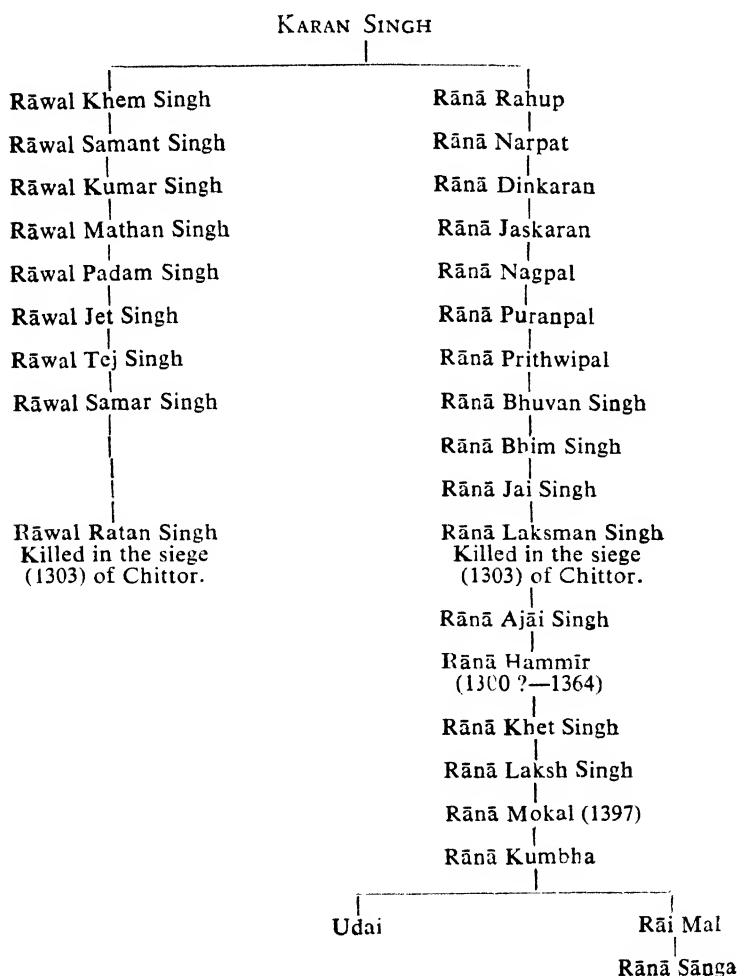 KARAN SINGH
Rāwal Khem Singh
Rānā Rahup
Rāwal Samant Singh
Rānā Narpat
Rāwal Kumar Singh
Rānā Dinkaran
Rāwal Mathan Singh
Rānā Jaskaran
Rāwal Padam Singh
Rānā Nagpal
Rāwal Jet Singh
Rānā Puranpal
Rāwal Tej Singh
Rānā Prithwipal
Rāwal Samar Singh
Rānā Bhuvan Singh
Rānā Bhim Singh
Rānā Jai Singh
Rāwal Ratan Singh
Killed in the siege
(1303) of Chittor.
Rānā Laksman Singh
Killed in the siege
(1303) of Chittor.
Rānā Ajāi Singh
Rānā Hammīr
(1300 ?—1364)
Rānā Khet Singh
Rānā Laksh Singh
Rānā Mokal (1397)
Rānā Kumbha
Udai
Rāi Mal
Rānā Sānga